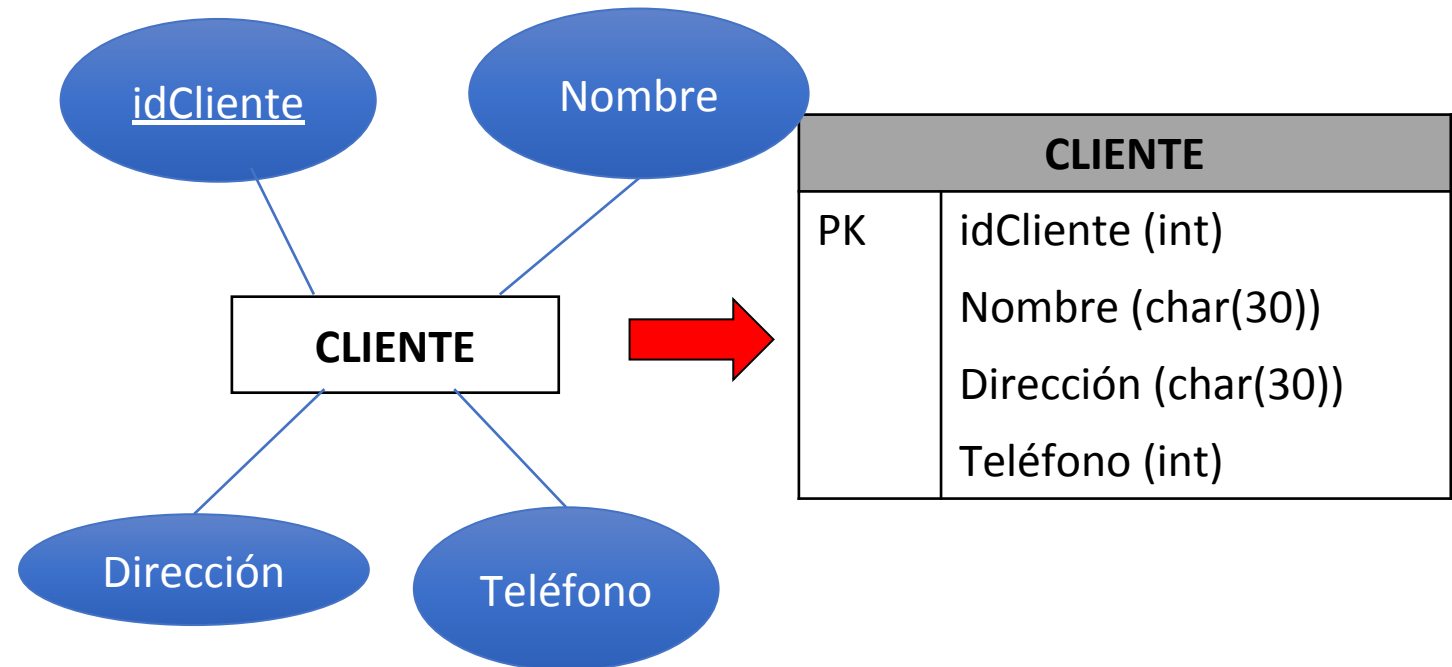 idCliente
Nombre
CLIENTE
Dirección
Teléfono
CLIENTE
PK idCliente (int)
Nombre (char(30))
Dirección (char(30))
Teléfono (int)